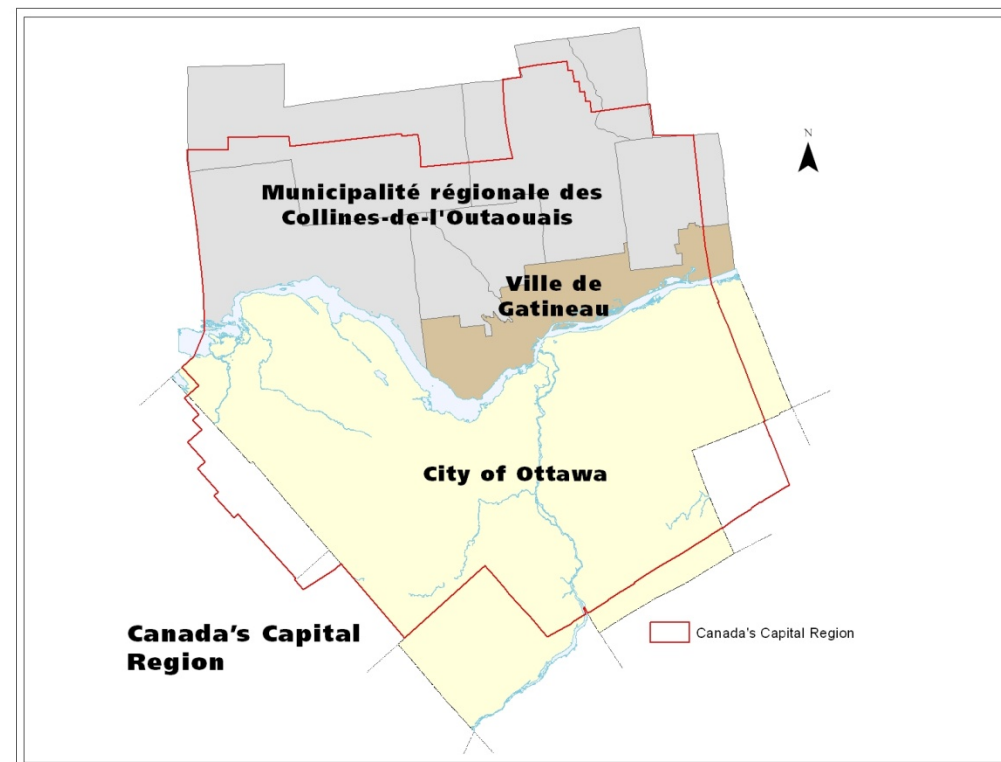 N
Municipalité régionale des
Collines-de-l'Outaouais
Ville de
Gatineau
City of Ottawa
Canada's Capital
Region
Canada's Capital Region